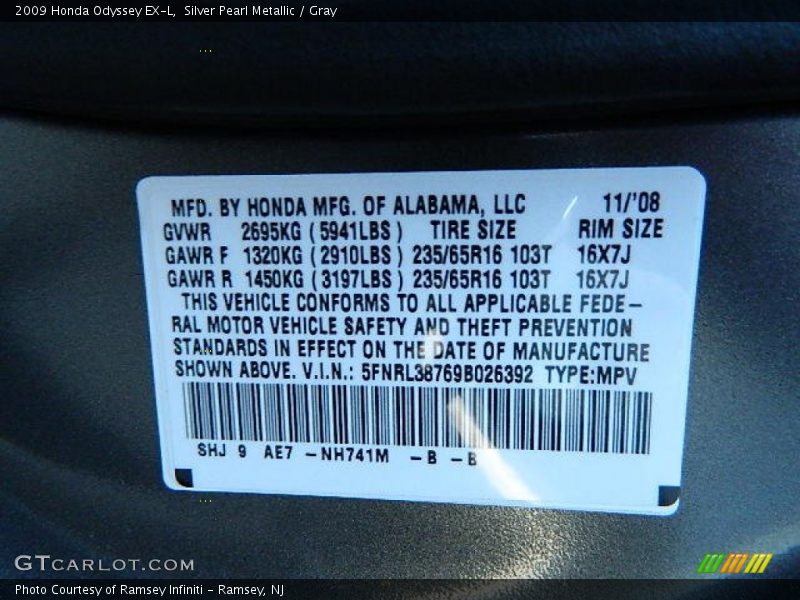 2009 Honda Odyssey EX-L,  Silver Pearl Metallic / Gray
MFD. BY HONDA MFG. OF ALABAMA, LLC 11/'08
GVWR 2695KG (5941LBS) TIRE SIZE RIM SIZE
GAWR F 1320KG (2910LBS) 235/65R16 103T 16X7J
GAWR R 1450KG (3197LBS) 235/65R16 103T 16X7J
THIS VEHICLE CONFORMS TO ALL APPLICABLE FEDE-
RAL MOTOR VEHICLE SAFETY AND THEFT PREVENTION
STANDARDS IN EFFECT ON THE DATE OF MANUFACTURE
SHOWN ABOVE. V.I.N.: 5FNRL38769B026392 TYPE:MPV
SHJ 9 AE7 -NH741M -B -B
GTCARLOT.COM
Photo Courtesy of Ramsey Infiniti - Ramsey, NJ